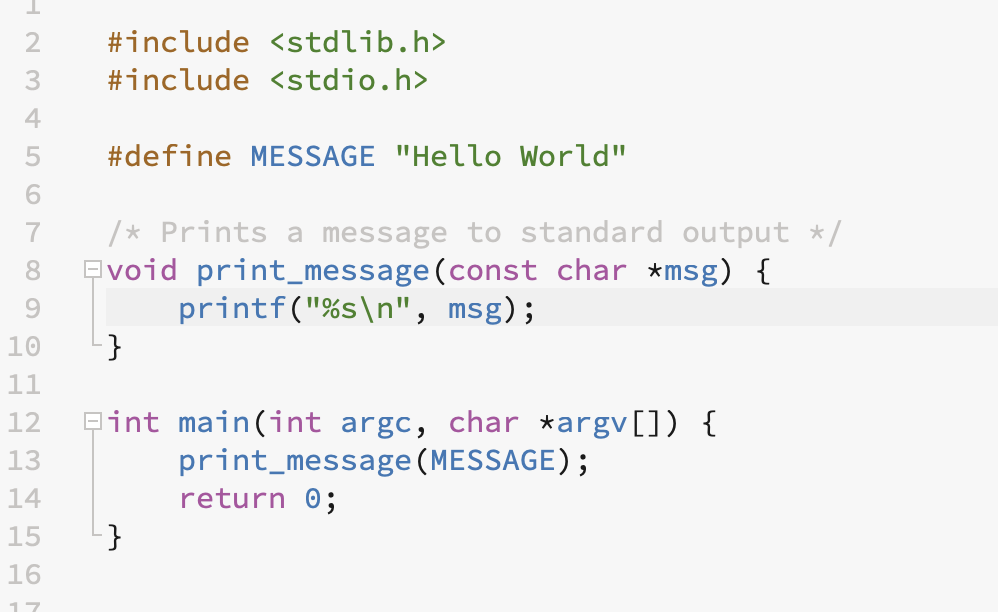 1
2 #include <stdlib.h>
3 #include <stdio.h>
4
5 #define MESSAGE "Hello World"
6
7 /* Prints a message to standard output */
8 void print_message(const char *msg) {
9     printf("%s\n", msg);
10 }
11
12 int main(int argc, char *argv[]) {
13     print_message(MESSAGE);
14     return 0;
15 }
16
17